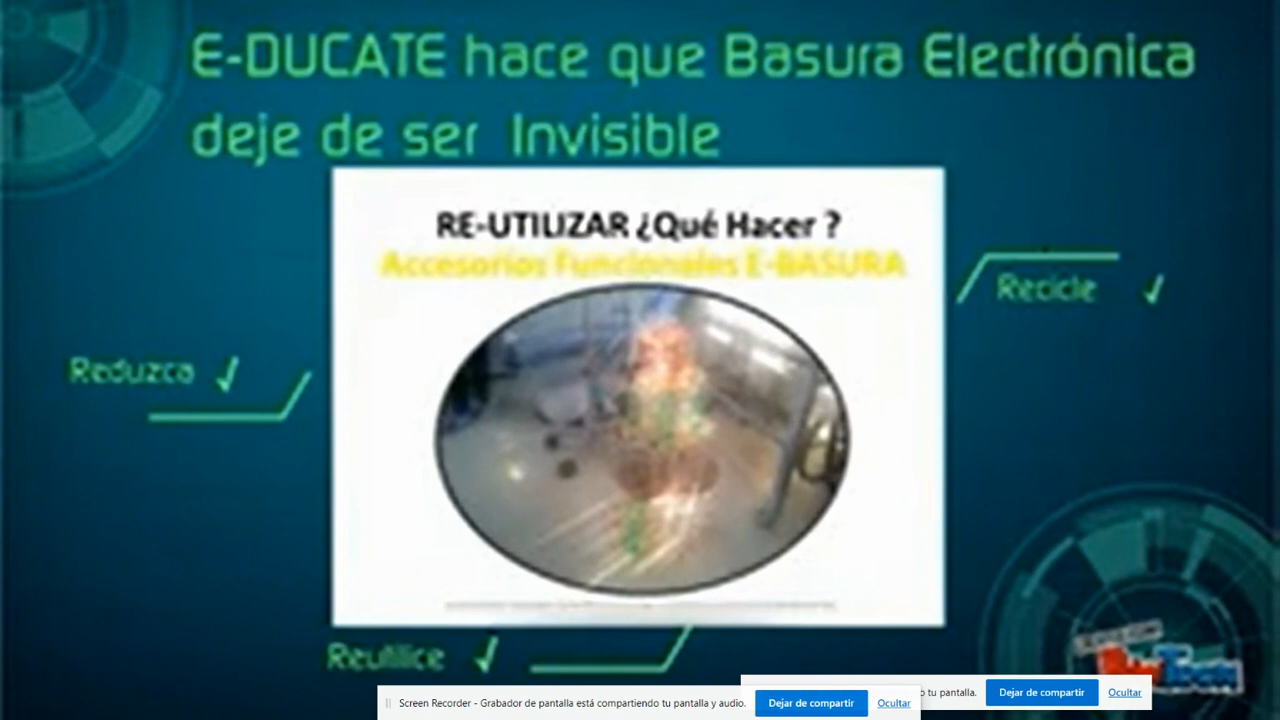 E-DUCATE hace que Basura Electrónica
deje de ser Invisible
RE-UTILIZAR ¿Qué Hacer ?
Accesorios Funcionales E-BASURA
Recicle
Reduzca
Reutilice
o tu pantalla. Dejar de compartir Ocultar
Screen Recorder - Grabador de pantalla está compartiendo tu pantalla y audio. Dejar de compartir Ocultar